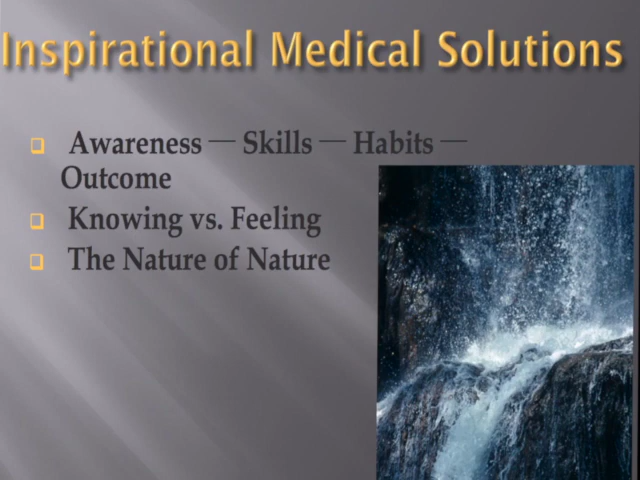 Inspirational Medical Solutions
Awareness — Skills — Habits —
Outcome
Knowing vs. Feeling
The Nature of Nature